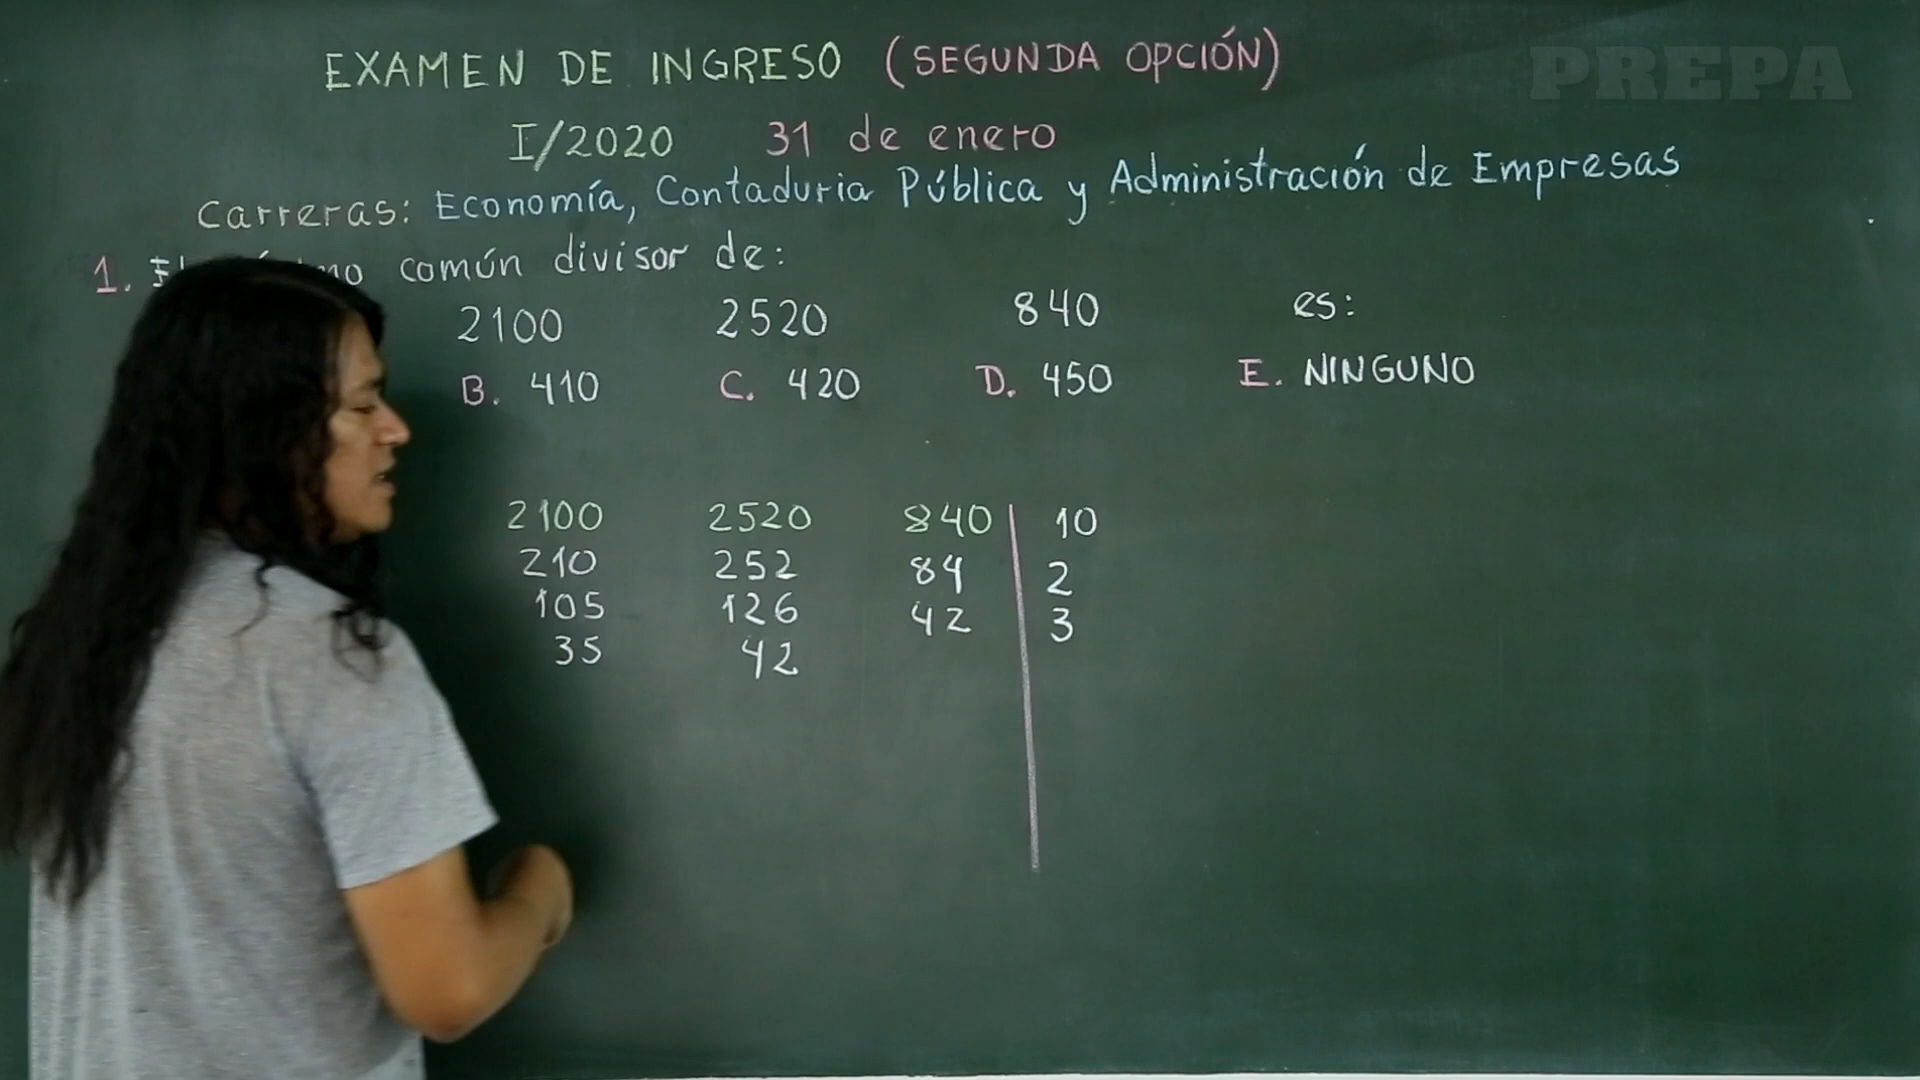 PREPA
EXAMEN DE INGRESO (SEGUNDA OPCIÓN)
I/2020 31 de enero
Carreras: Economía, Contaduria Pública y Administración de Empresas
1. común divisor de:
2100 2520 840 es:
B. 410 C. 420 D. 450 E. NINGUNO
2100 2520 840 10
210 252 84 2
105 126 42 3
35 42